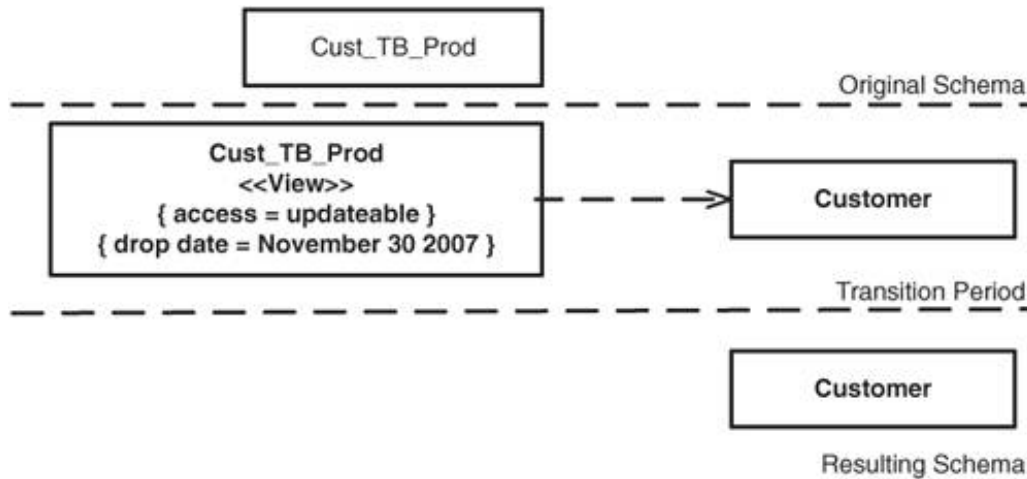 Cust_TB_Prod
Original Schema
Cust_TB_Prod
<<View>>
{ access = updateable }
{ drop date = November 30 2007 }
Customer
Transition Period
Customer
Resulting Schema